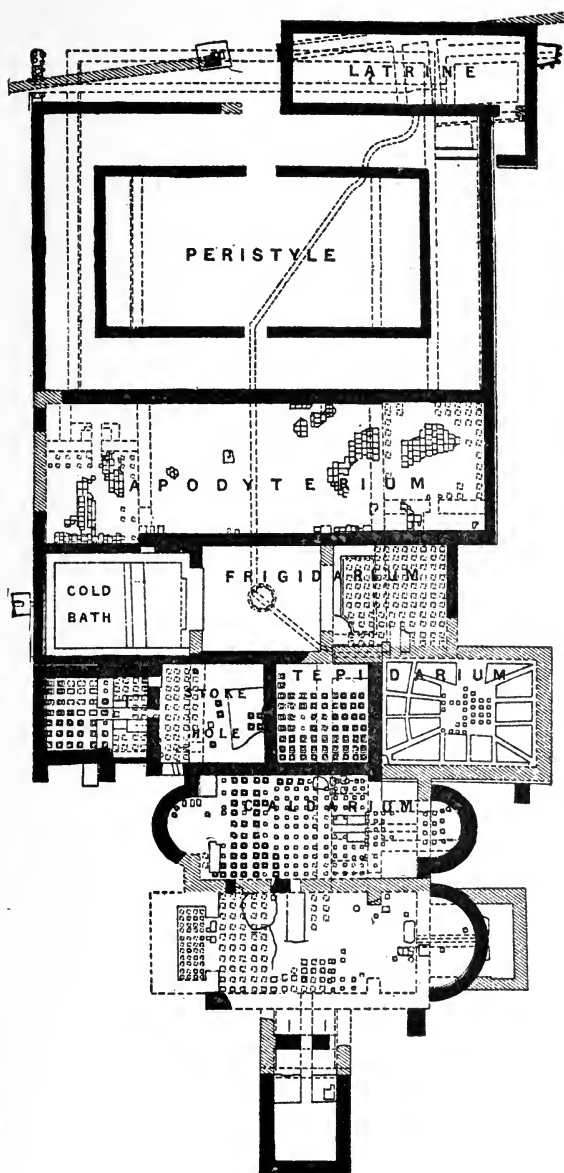 LATRINE
PERISTYLE
APODYTERIUM
FRIGIDARIUM
COLD
BATH
TEPIDARIUM
STOKE
HOLE
CALDARIUM